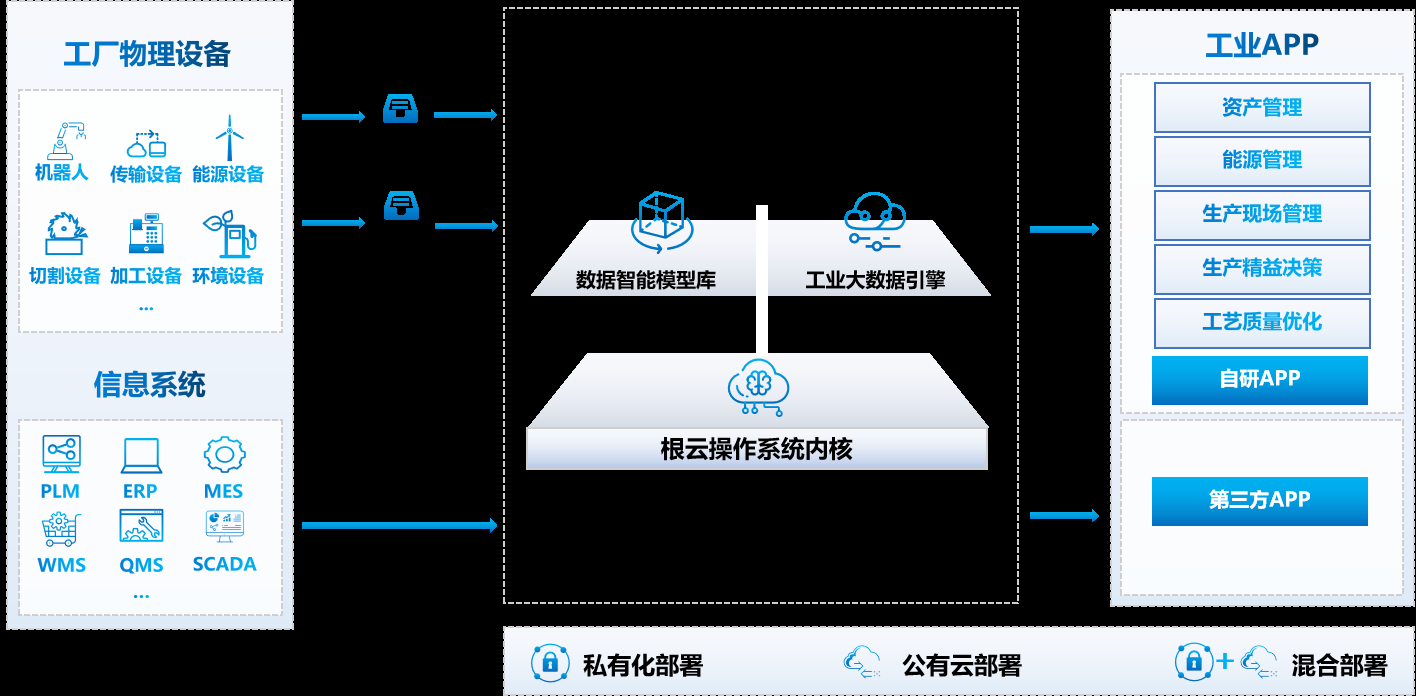 工厂物理设备
机器人 传输设备 能源设备
切割设备 加工设备 环境设备
...
信息系统
PLM ERP MES
WMS QMS SCADA
...
数据智能模型库 工业大数据引擎
根云操作系统内核
工业APP
资产管理
能源管理
生产现场管理
生产精益决策
工艺质量优化
自研APP
第三方APP
私有化部署 公有云部署 + 混合部署